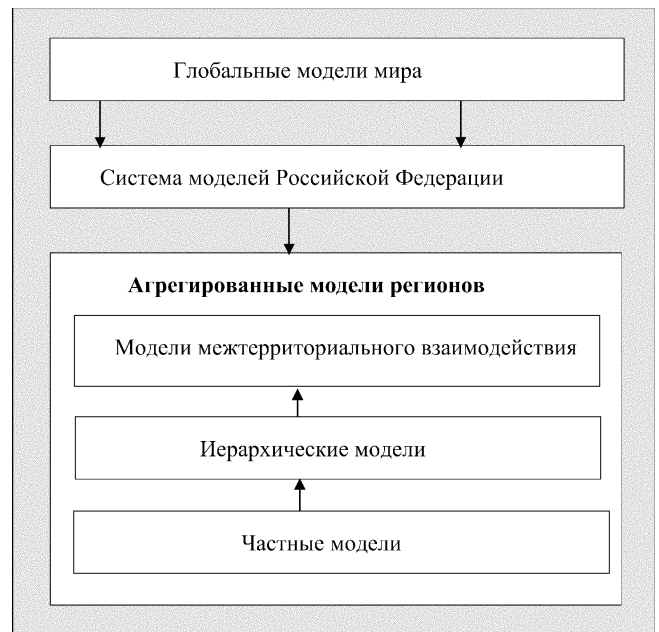 Глобальные модели мира
Система моделей Российской Федерации
Агрегированные модели регионов
Модели межтерриториального взаимодействия
Иерархические модели
Частные модели